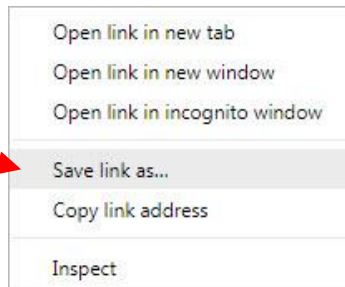 Open link in new tab
Open link in new window
Open link in incognito window
Save link as...
Copy link address
Inspect